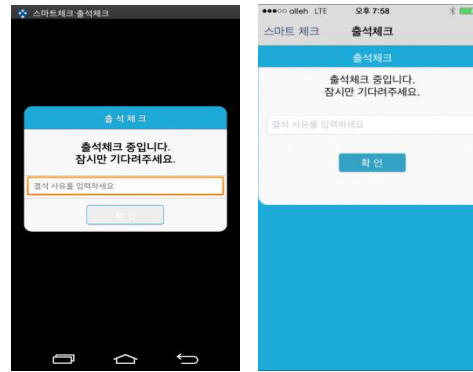 스마트체크:출석체크
출 석 체 크
출석체크 중입니다.
잠시만 기다려주세요.
결석 사유를 입력하세요
확 인
olleh LTE 오후 7:58
스마트 체크 출석체크
출석체크
출석체크 중입니다.
잠시만 기다려주세요.
결석 사유를 입력하세요
확 인